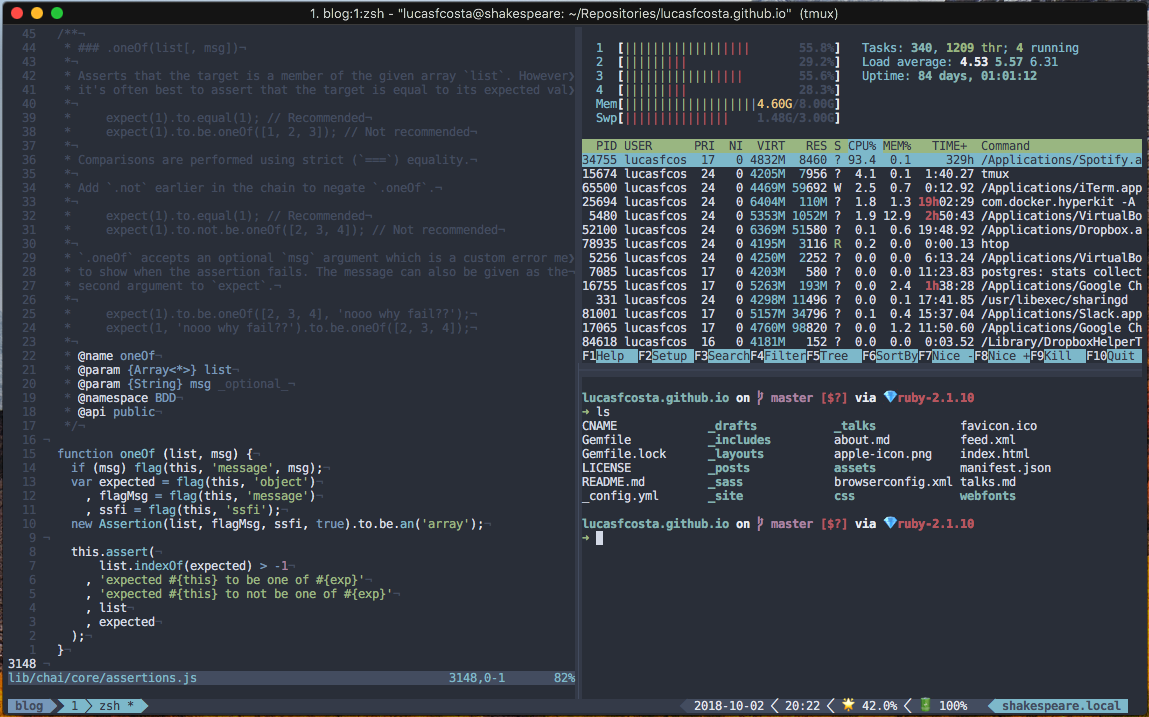 1. blog:1:zsh - "lucasfcosta@shakespeare: ~/Repositories/lucasfcosta.github.io" (tmux)
45 /**¬
44 * ### .oneOf(list[, msg])¬
43 *¬
42 * Asserts that the target is a member of the given array `list`. However
41 * it's often best to assert that the target is equal to its expected val
40 *¬
39 * expect(1).to.equal(1); // Recommended¬
38 * expect(1).to.be.oneOf([1, 2, 3]); // Not recommended¬
37 *¬
36 * Comparisons are performed using strict (`===`) equality.¬
35 *¬
34 * Add `.not` earlier in the chain to negate `.oneOf`.¬
33 *¬
32 * expect(1).to.equal(1); // Recommended¬
31 * expect(1).to.not.be.oneOf([2, 3, 4]); // Not recommended¬
30 *¬
29 * `.oneOf` accepts an optional `msg` argument which is a custom error me
28 * to show when the assertion fails. The message can also be given as the¬
27 * second argument to `expect`.¬
26 *¬
25 * expect(1).to.be.oneOf([2, 3, 4], 'nooo why fail??');¬
24 * expect(1, 'nooo why fail??').to.be.oneOf([2, 3, 4]);¬
23 *¬
22 * @name oneOf¬
21 * @param {Array<*>} list¬
20 * @param {String} msg _optional_¬
19 * @namespace BDD¬
18 * @api public¬
17 */¬
16 ¬
15 function oneOf (list, msg) {¬
14 if (msg) flag(this, 'message', msg);¬
13 var expected = flag(this, 'object')¬
12 , flagMsg = flag(this, 'message')¬
11 , ssfi = flag(this, 'ssfi');¬
10 new Assertion(list, flagMsg, ssfi, true).to.be.an('array');¬
9 ¬
8 this.assert(¬
7 list.indexOf(expected) > -1¬
6 , 'expected #{this} to be one of #{exp}'¬
5 , 'expected #{this} to not be one of #{exp}'¬
4 , list¬
3 , expected¬
2 );¬
1 }¬
3148 ¬
lib/chai/core/assertions.js 3148,0-1 82%
1 [||||||||||||||||||| 55.8%]
2 [||||||||| 29.2%]
3 [|||||||||||||||||| 55.6%]
4 [||||||||| 28.3%]
Mem[|||||||||||||||||||4.60G/8.00G]
Swp[||||||||||||||| 1.48G/3.00G]
Tasks: 340, 1209 thr; 4 running
Load average: 4.53 5.57 6.31
Uptime: 84 days, 01:01:12
PID USER PRI NI VIRT RES S CPU% MEM% TIME+ Command
34755 lucasfcos 17 0 4832M 8460 ? 93.4 0.1 329h /Applications/Spotify.a
15674 lucasfcos 24 0 4205M 7956 ? 4.1 0.1 1:40.27 tmux
65500 lucasfcos 24 0 4469M 59692 W 2.5 0.7 0:12.92 /Applications/iTerm.app
25694 lucasfcos 24 0 6404M 110M ? 1.8 1.3 19h02:29 com.docker.hyperkit -A
5480 lucasfcos 24 0 5353M 1052M ? 1.9 12.9 2h50:43 /Applications/VirtualBo
52100 lucasfcos 24 0 6369M 51580 ? 0.1 0.6 19:48.92 /Applications/Dropbox.a
78935 lucasfcos 24 0 4195M 3116 R 0.2 0.0 0:00.13 htop
5256 lucasfcos 24 0 4250M 2252 ? 0.0 0.0 6:13.24 /Applications/VirtualBo
7085 lucasfcos 17 0 4203M 580 ? 0.0 0.0 11:23.83 postgres: stats collect
16755 lucasfcos 17 0 5263M 193M ? 0.0 2.4 1h38:28 /Applications/Google Ch
331 lucasfcos 24 0 4298M 11496 ? 0.0 0.1 17:41.85 /usr/libexec/sharingd
81001 lucasfcos 17 0 5157M 34796 ? 0.1 0.4 15:37.04 /Applications/Slack.app
17065 lucasfcos 24 0 4760M 98820 ? 0.0 1.2 11:50.60 /Applications/Google Ch
84618 lucasfcos 16 0 4181M 152 ? 0.0 0.0 0:03.52 /Library/DropboxHelperT
F1Help F2Setup F3SearchF4FilterF5Tree F6SortByF7Nice -F8Nice +F9Kill F10Quit
lucasfcosta.github.io on master [$?] via 💎ruby-2.1.10
➜ ls
CNAME _drafts _talks favicon.ico
Gemfile _includes about.md feed.xml
Gemfile.lock _layouts apple-icon.png index.html
LICENSE _posts assets manifest.json
README.md _sass browserconfig.xml talks.md
_config.yml _site css webfonts
lucasfcosta.github.io on master [$?] via 💎ruby-2.1.10
➜
blog 1 zsh * 2018-10-02 20:22 42.0% 100% shakespeare.local